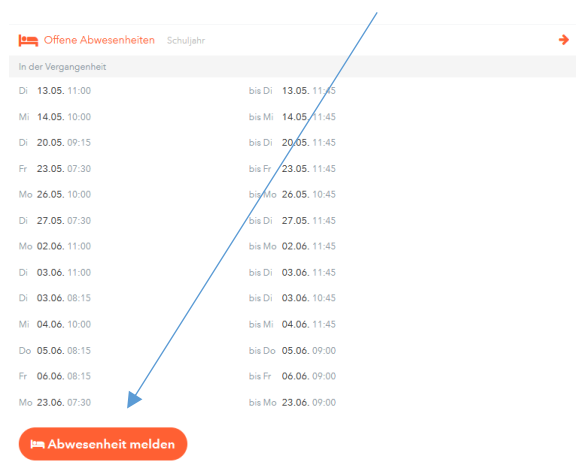 Offene Abwesenheiten Schuljahr
In der Vergangenheit
Di 13.05. 11:00 bis Di 13.05. 11:45
Mi 14.05. 10:00 bis Mi 14.05. 11:45
Di 20.05. 09:15 bis Di 20.05. 11:45
Fr 23.05. 07:30 bis Fr 23.05. 11:45
Mo 26.05. 10:00 bis Mo 26.05. 10:45
Di 27.05. 07:30 bis Di 27.05. 11:45
Mo 02.06. 11:00 bis Mo 02.06. 11:45
Di 03.06. 11:00 bis Di 03.06. 11:45
Di 03.06. 08:15 bis Di 03.06. 10:45
Mi 04.06. 10:00 bis Mi 04.06. 11:45
Do 05.06. 08:15 bis Do 05.06. 09:00
Fr 06.06. 08:15 bis Fr 06.06. 09:00
Mo 23.06. 07:30 bis Mo 23.06. 09:00
Abwesenheit melden